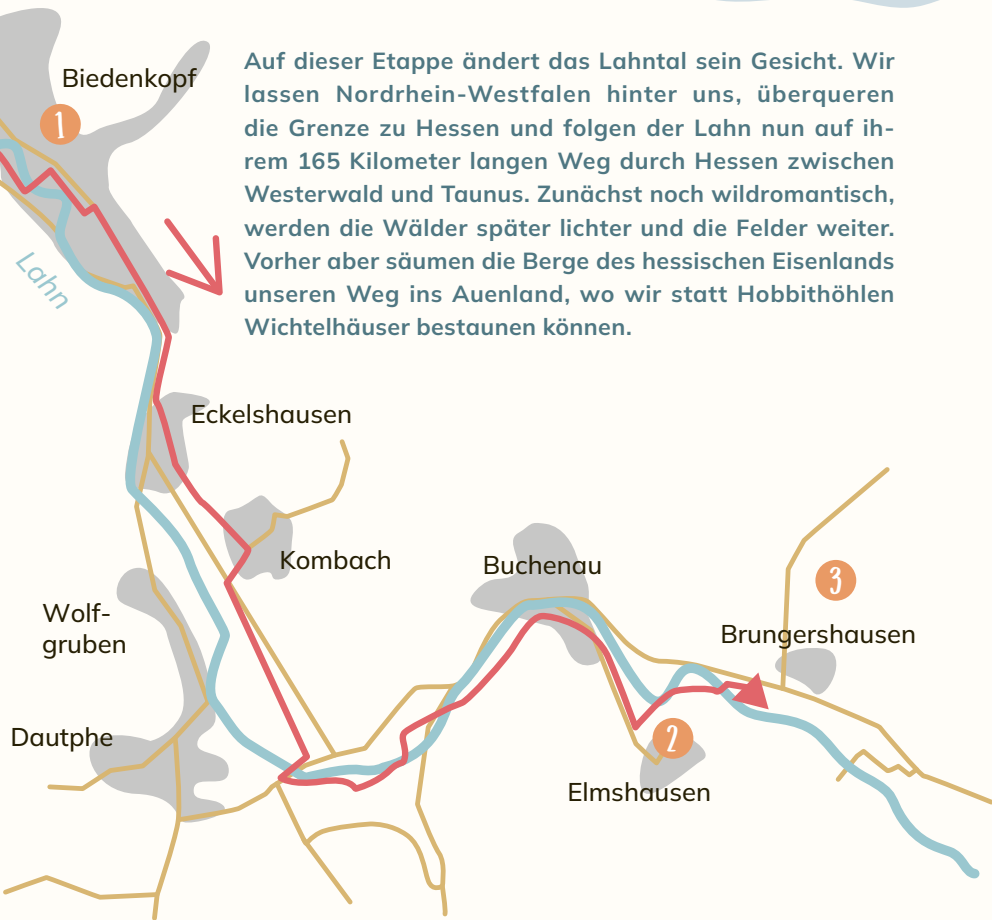 Biedenkopf
1
Auf dieser Etappe ändert das Lahntal sein Gesicht. Wir
lassen Nordrhein-Westfalen hinter uns, überqueren
die Grenze zu Hessen und folgen der Lahn nun auf ih-
rem 165 Kilometer langen Weg durch Hessen zwischen
Westerwald und Taunus. Zunächst noch wildromantisch,
werden die Wälder später lichter und die Felder weiter.
Vorher aber säumen die Berge des hessischen Eisenlands
unseren Weg ins Auenland, wo wir statt Hobbithöhlen
Wichtelhäuser bestaunen können.
Lahn
Eckelshausen
Kombach
Buchenau
3
Wolf-
gruben
Brungershausen
Dautphe
2
Elmshausen